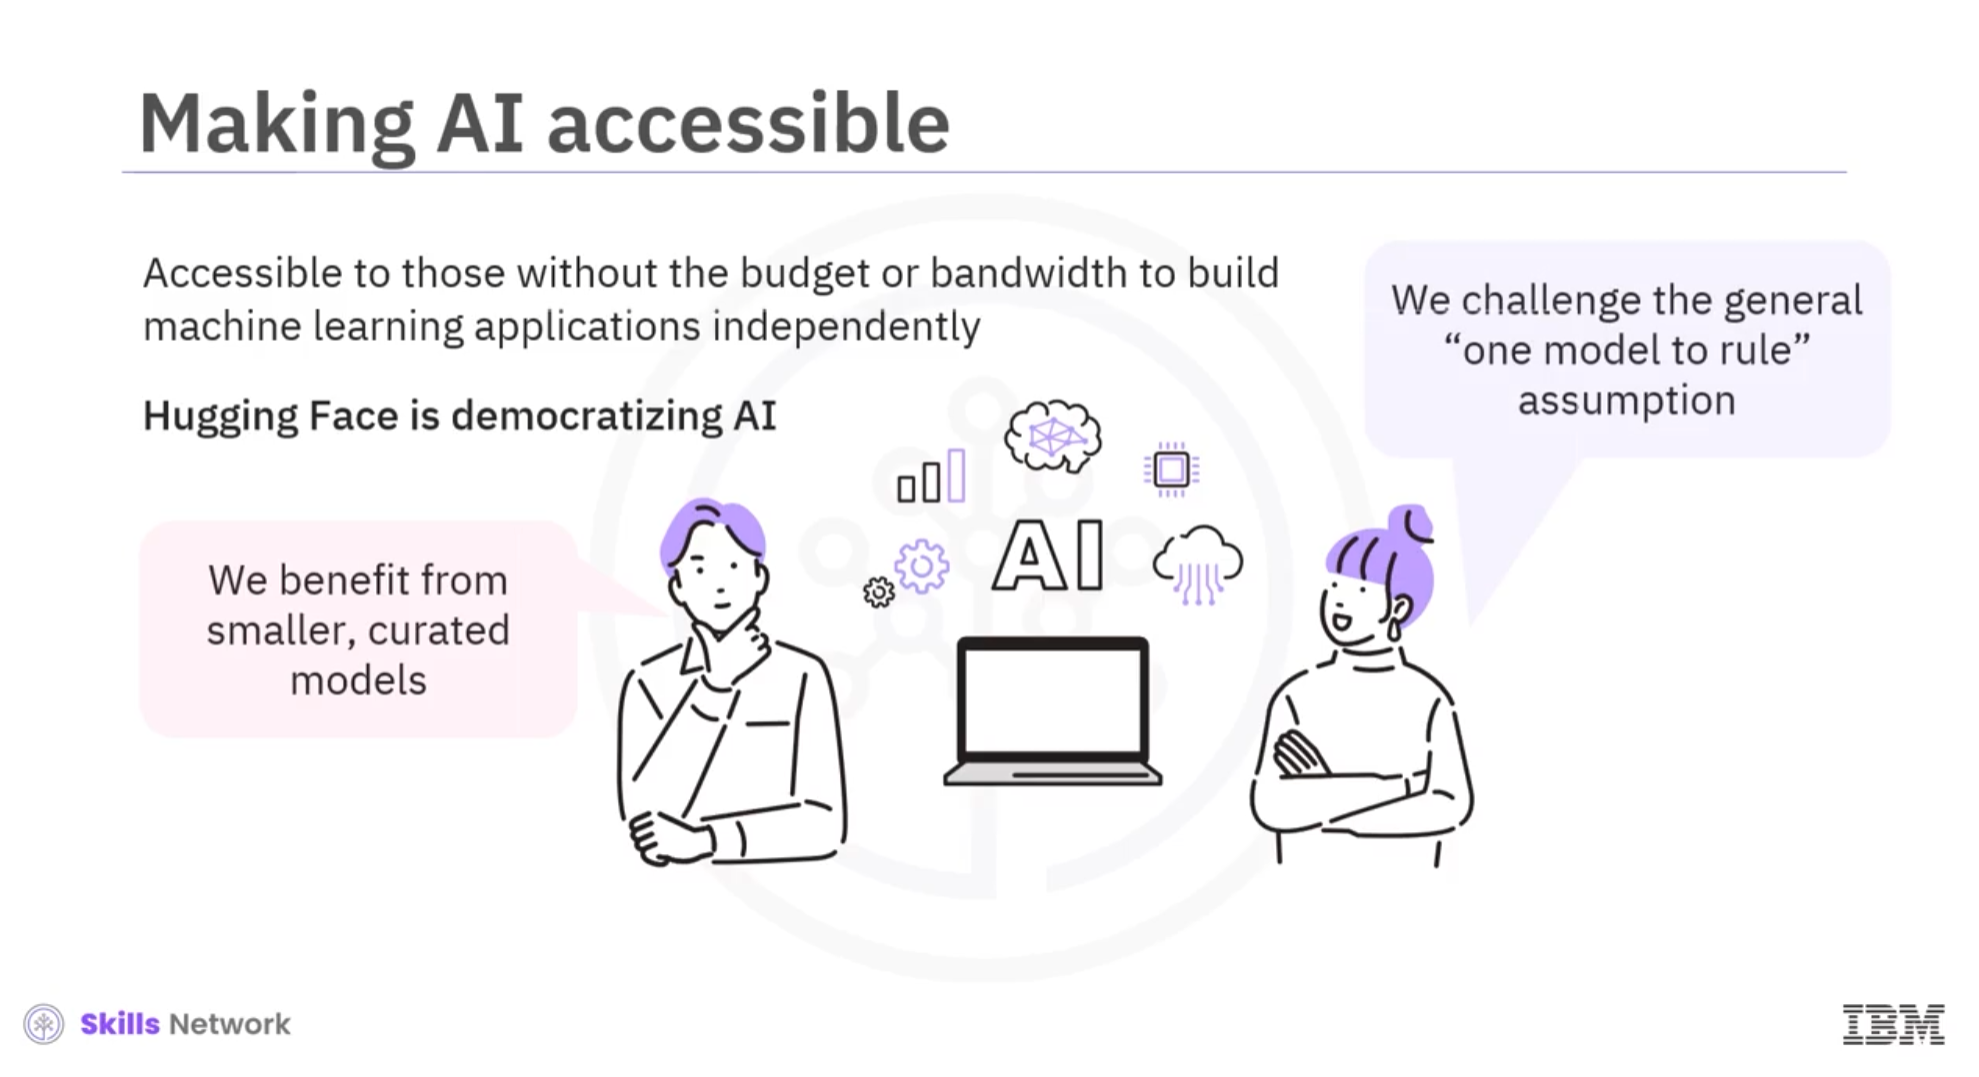 Making AI accessible
Accessible to those without the budget or bandwidth to build
machine learning applications independently
Hugging Face is democratizing AI
We challenge the general
“one model to rule”
assumption
We benefit from
smaller, curated
models
AI
Skills Network
IBM